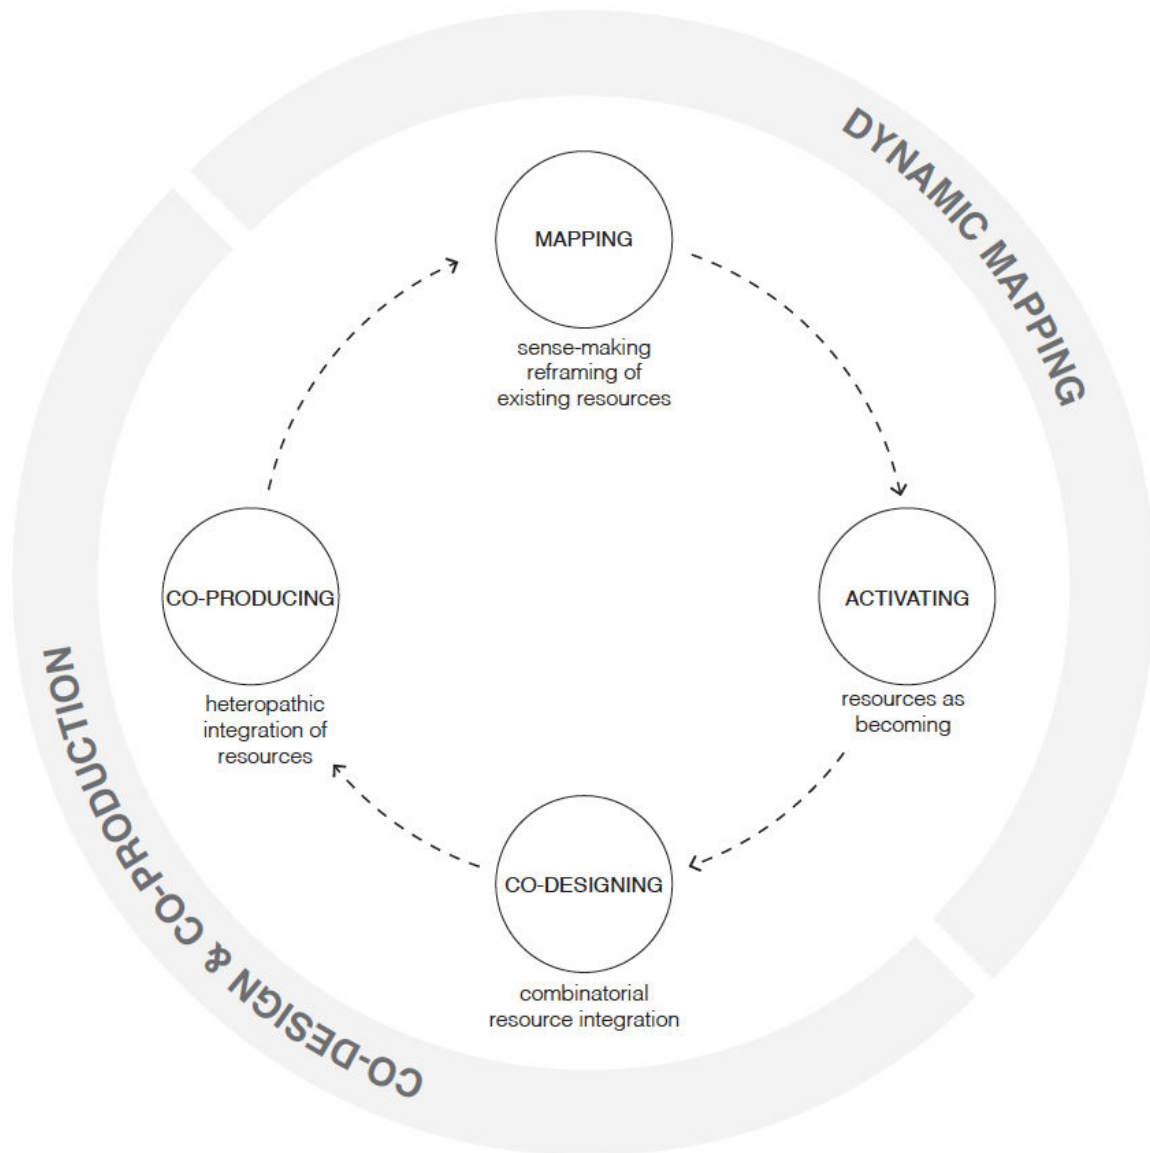 DYNAMIC MAPPING
MAPPING
sense-making
reframing of
existing resources
ACTIVATING
resources as
becoming
CO-DESIGNING
combinatorial
resource integration
CO-PRODUCING
heteropathic
integration of
resources
CO-DESIGN & CO-PRODUCTION